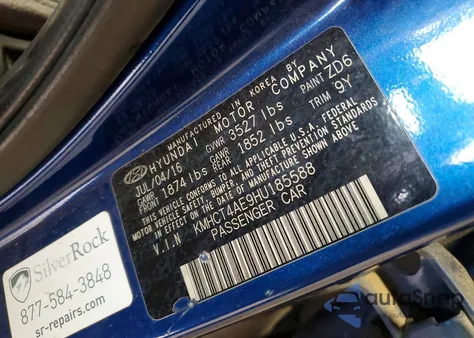 MANUFACTURED IN KOREA BY
HYUNDAI MOTOR COMPANY
JUL/04/16 GVWR 3527 lbs PAINT ZD6
GAWR FRONT 1874 lbs GAWR REAR 1852 lbs TRIM 9Y
THIS VEHICLE CONFORMS TO ALL APPLICABLE U.S.A. FEDERAL
MOTOR VEHICLE SAFETY, BUMPER, AND THEFT PREVENTION STANDARDS
IN EFFECT ON THE DATE OF MANUFACTURE SHOWN ABOVE.
V.I.N KMHCT4AE9HU185588
PASSENGER CAR
SilverRock
877-584-3848
sr-repairs.com
autoSnap